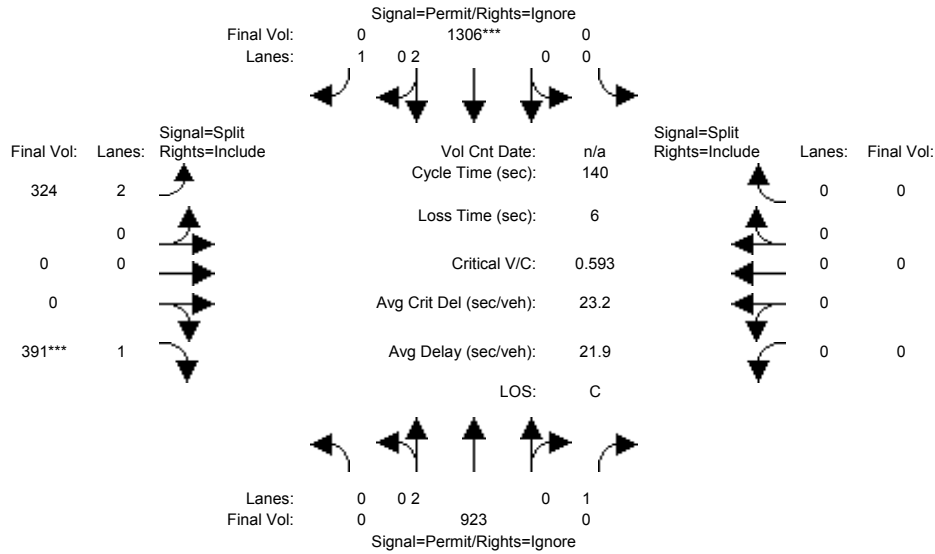 Signal=Permit/Rights=Ignore
Final Vol: 0 1306*** 0
Lanes: 1 0 2 0 0
Signal=Split Signal=Split
Final Vol: Lanes: Rights=Include Vol Cnt Date: n/a Rights=Include Lanes: Final Vol:
Cycle Time (sec): 140
324 2 0 0
Loss Time (sec): 6
0 0
0 0 Critical V/C: 0.593 0 0
0 Avg Crit Del (sec/veh): 23.2 0
391*** 1 Avg Delay (sec/veh): 21.9 0 0
LOS: C
Lanes: 0 0 2 0 1
Final Vol: 0 923 0
Signal=Permit/Rights=Ignore